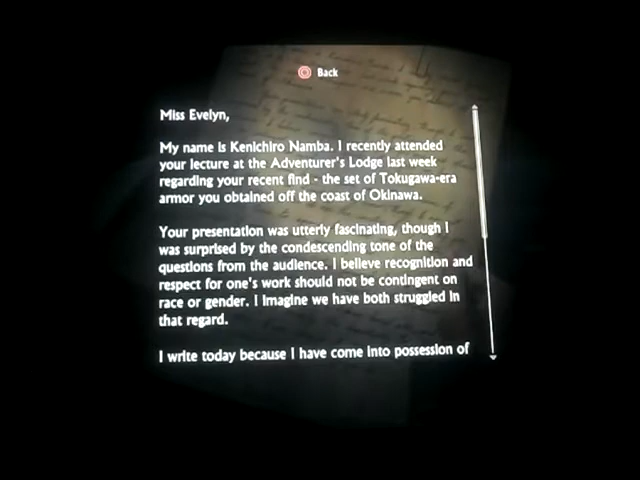 Back
Miss Evelyn,
My name is Kenichiro Namba. I recently attended
your lecture at the Adventurer's Lodge last week
regarding your recent find - the set of Tokugawa-era
armor you obtained off the coast of Okinawa.
Your presentation was utterly fascinating, though I
was surprised by the condescending tone of the
questions from the audience. I believe recognition and
respect for one's work should not be contingent on
race or gender. I imagine we have both struggled in
that regard.
I write today because I have come into possession of